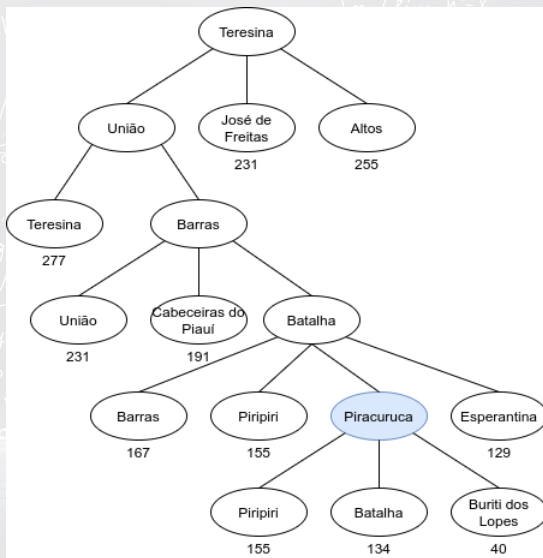 Teresina
União
José de
Freitas
Altos
231
255
Teresina
Barras
277
União
Cabeceiras do
Piauí
Batalha
231
191
Barras
Piripiri
Piracuruca
Esperantina
167
155
129
Piripiri
Batalha
Buriti dos
Lopes
155
134
40